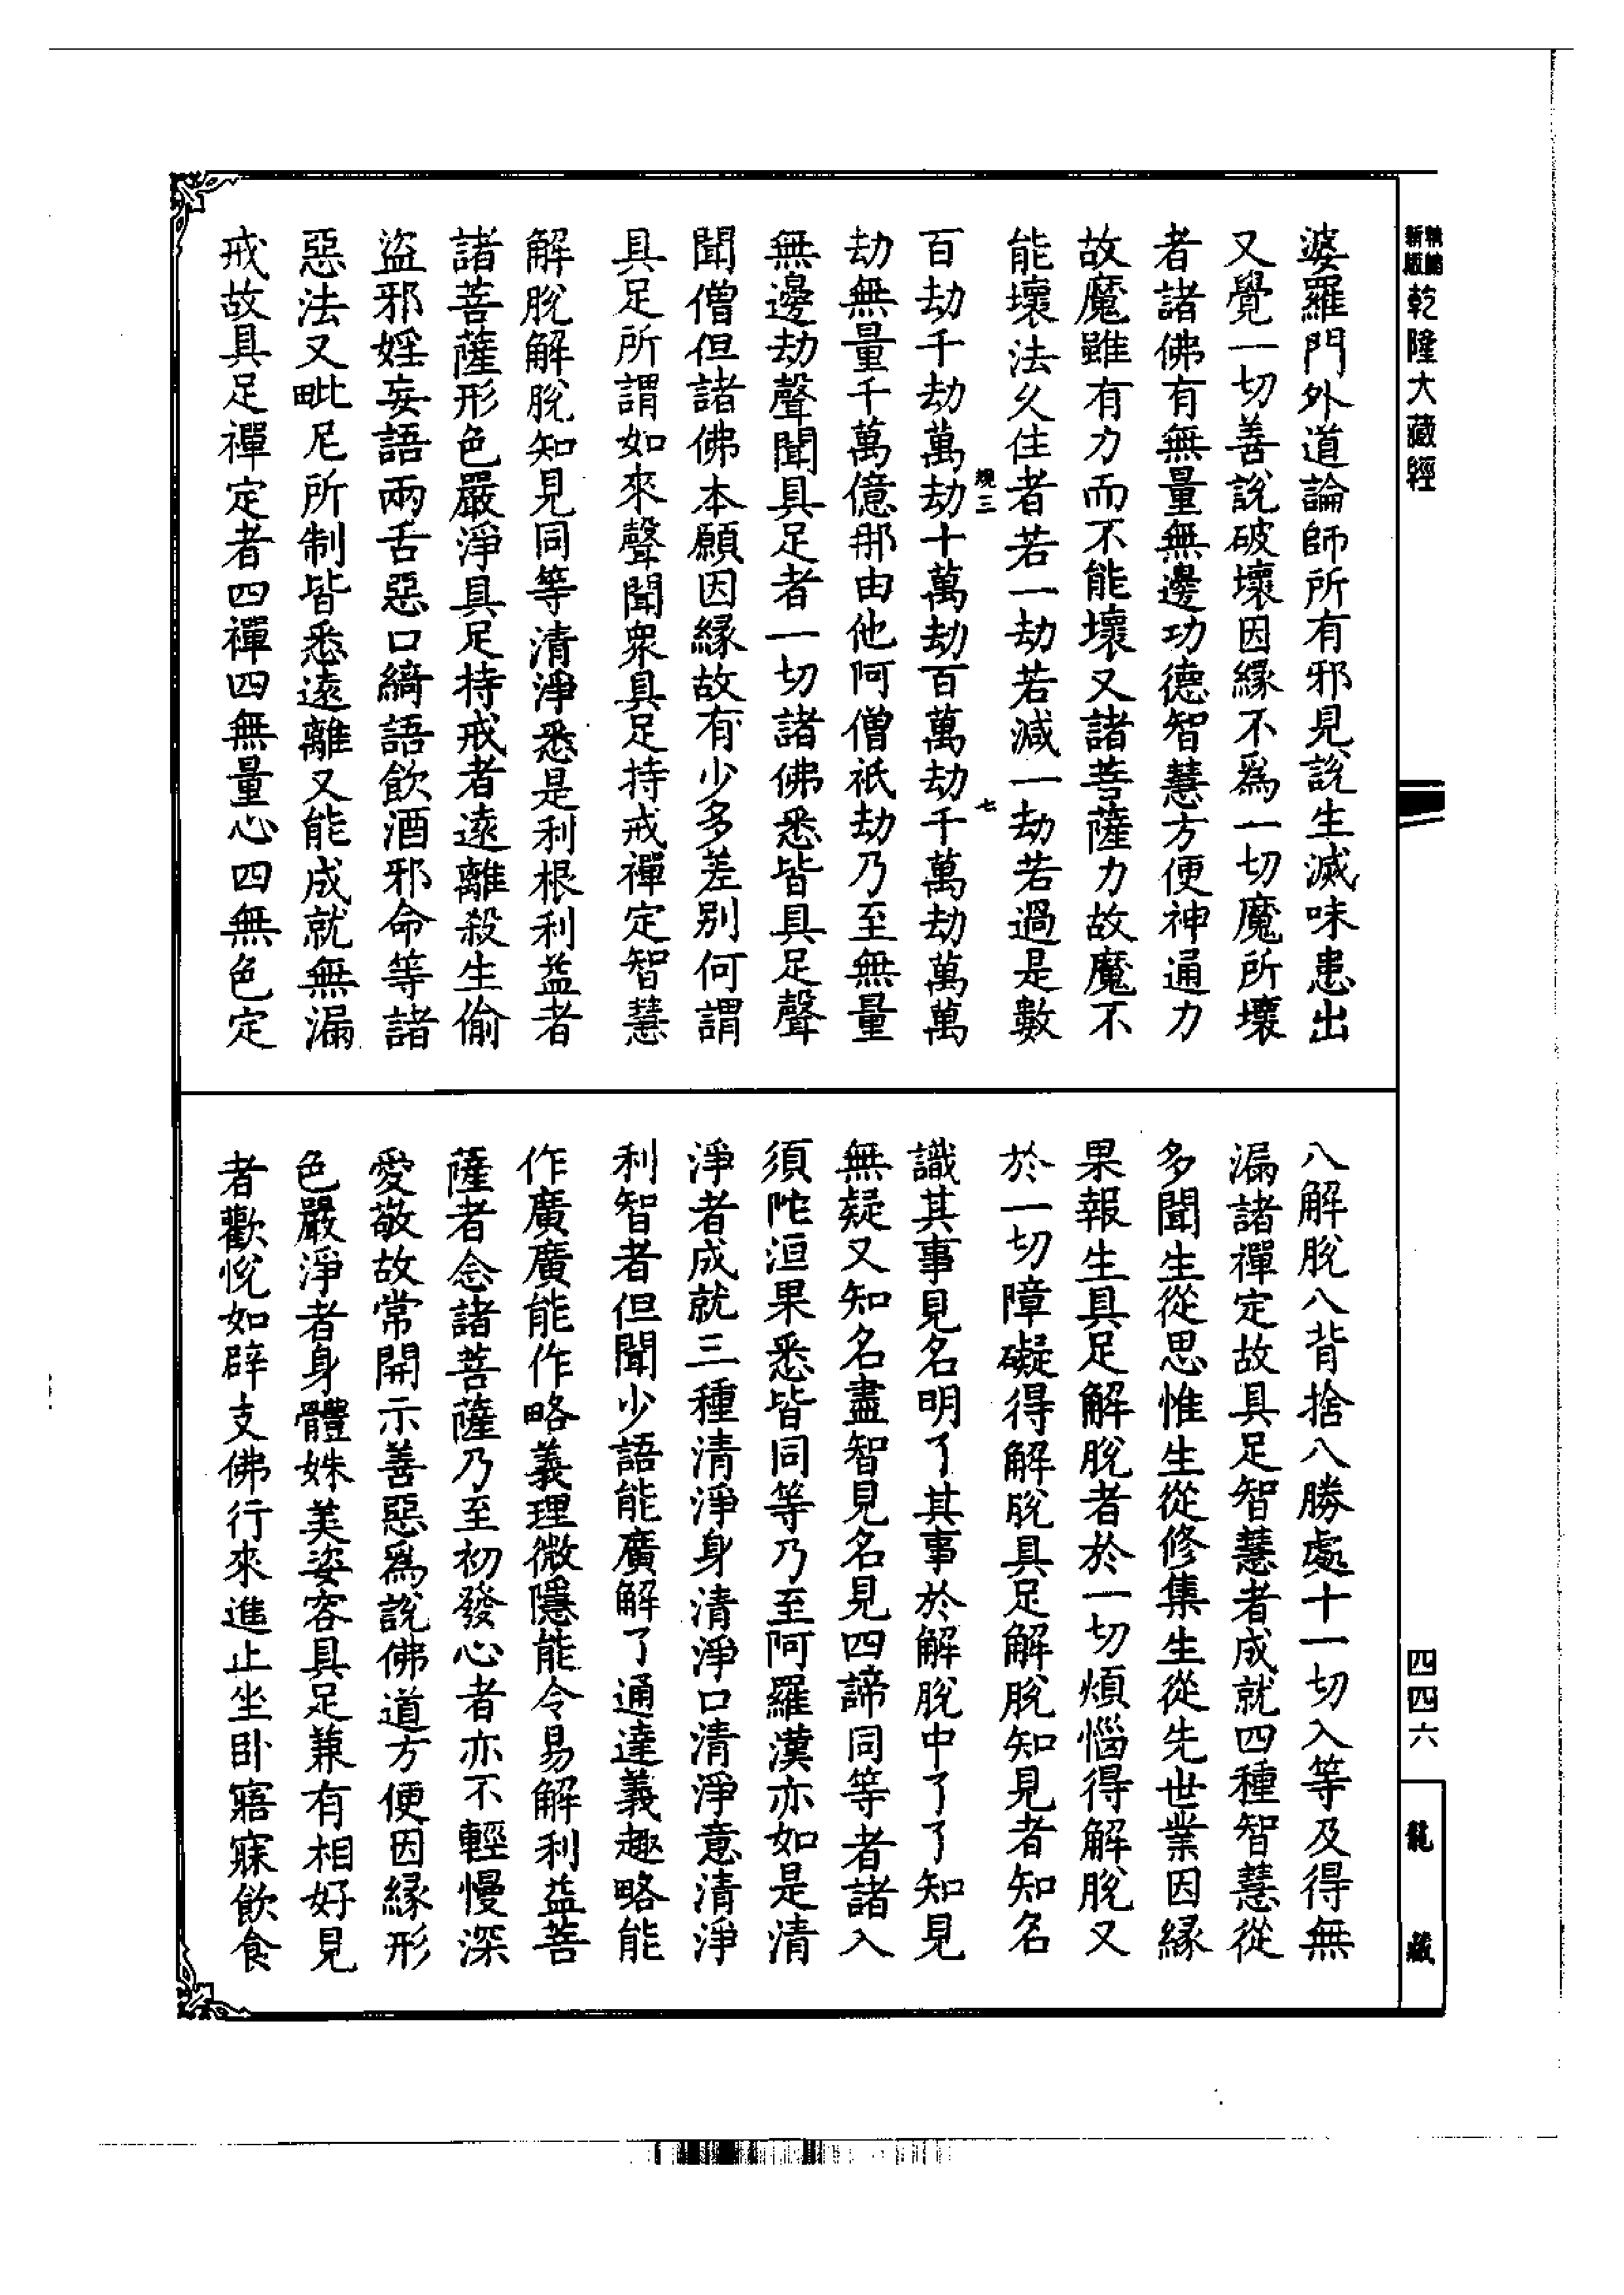 新版
精縮
乾隆大藏經
四四六
龍藏
婆羅門外道論師所有邪見說生滅味患出
又覺一切善說破壞因緣不爲一切魔所壞
者諸佛有無量無邊功德智慧方便神通力
故魔雖有力而不能壞又諸菩薩力故魔不
能壞法久住者若一劫若減一劫若過是數
三 七
百劫千劫萬劫十萬劫百萬劫千萬劫萬萬
劫無量千萬億那由他阿僧祇劫乃至無量
無邊劫聲聞具足者一切諸佛悉皆具足聲
聞僧但諸佛本願因緣故有少多差別何謂
具足所謂如來聲聞衆具足持戒禪定智慧
解脫解脫知見同等清淨悉是利根利益者
諸菩薩形色嚴淨具足持戒者遠離殺生偷
盜邪婬妄語兩舌惡口綺語飲酒邪命等諸
惡法又毗尼所制皆悉遠離又能成就無漏
戒故具足禪定者四禪四無量心四無色定
八解脫八背捨八勝處十一切入等及得無
漏諸禪定故具足智慧者成就四種智慧從
多聞生從思惟生從修集生從先世業因緣
果報生具足解脫者於一切煩惱得解脫又
於一切障礙得解脫具足解脫知見者知名
識其事見名明了其事於解脫中了了知見
無疑又知名盡智見名見四諦同等者諸入
須陀洹果悉皆同等乃至阿羅漢亦如是清
淨者成就三種清淨身清淨口清淨意清淨
利智者但聞少語能廣解了通達義趣略能
作廣廣能作略義理微隱能令易解利益菩
薩者念諸菩薩乃至初發心者亦不輕慢深
愛敬故常開示善惡爲說佛道方便因緣形
色嚴淨者身體姝美姿容具足兼有相好見
者歡悅如辟支佛行來進止坐臥寤寐飲食